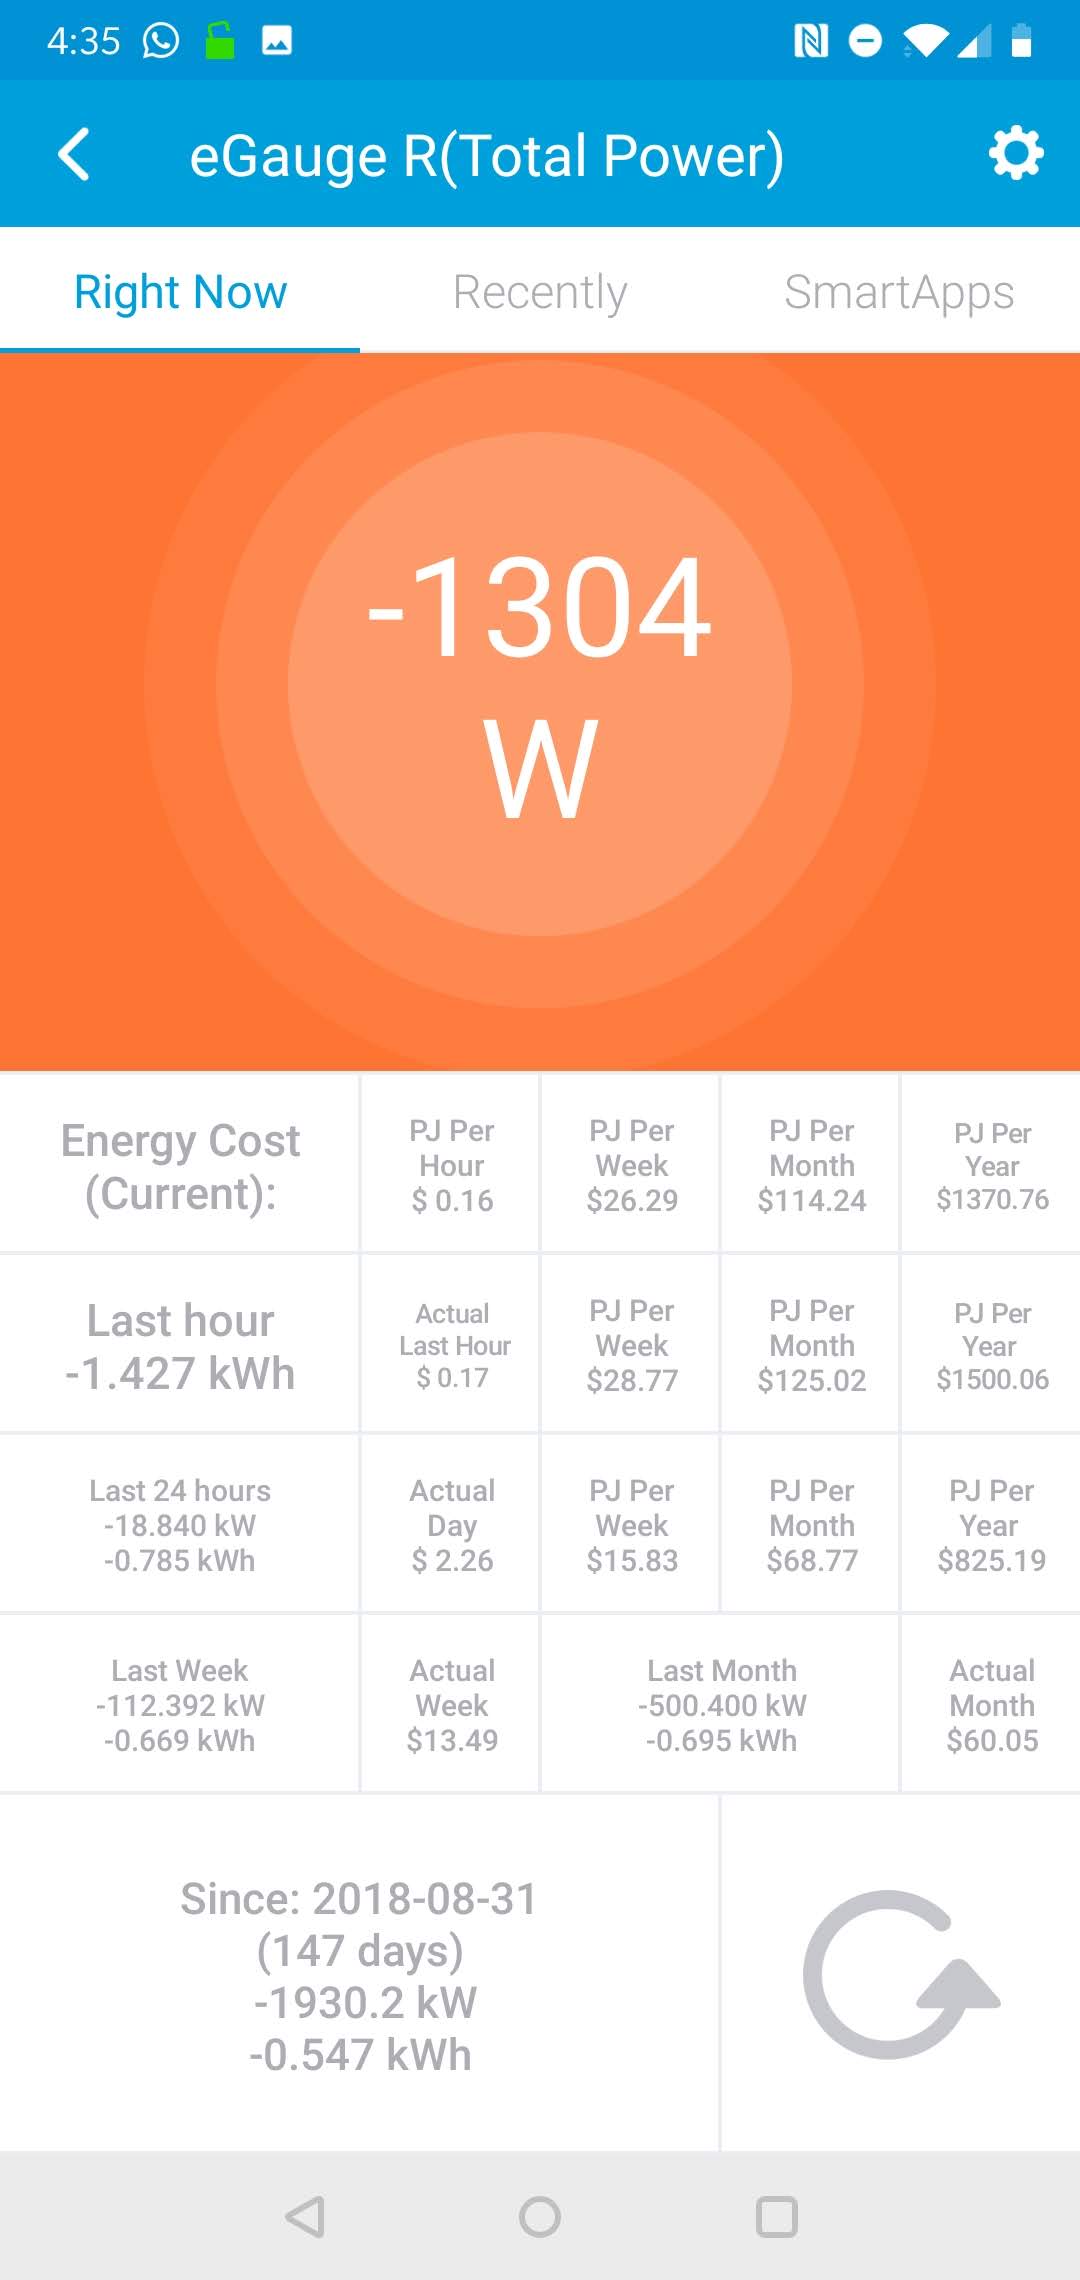 4:35
eGauge R(Total Power)
Right Now
Recently
SmartApps
-1304
W
Energy Cost
(Current):
PJ Per
Hour
$ 0.16
PJ Per
Week
$26.29
PJ Per
Month
$114.24
PJ Per
Year
$1370.76
Last hour
-1.427 kWh
Actual
Last Hour
$ 0.17
PJ Per
Week
$28.77
PJ Per
Month
$125.02
PJ Per
Year
$1500.06
Last 24 hours
-18.840 kW
-0.785 kWh
Actual
Day
$ 2.26
PJ Per
Week
$15.83
PJ Per
Month
$68.77
PJ Per
Year
$825.19
Last Week
-112.392 kW
-0.669 kWh
Actual
Week
$13.49
Last Month
-500.400 kW
-0.695 kWh
Actual
Month
$60.05
Since: 2018-08-31
(147 days)
-1930.2 kW
-0.547 kWh